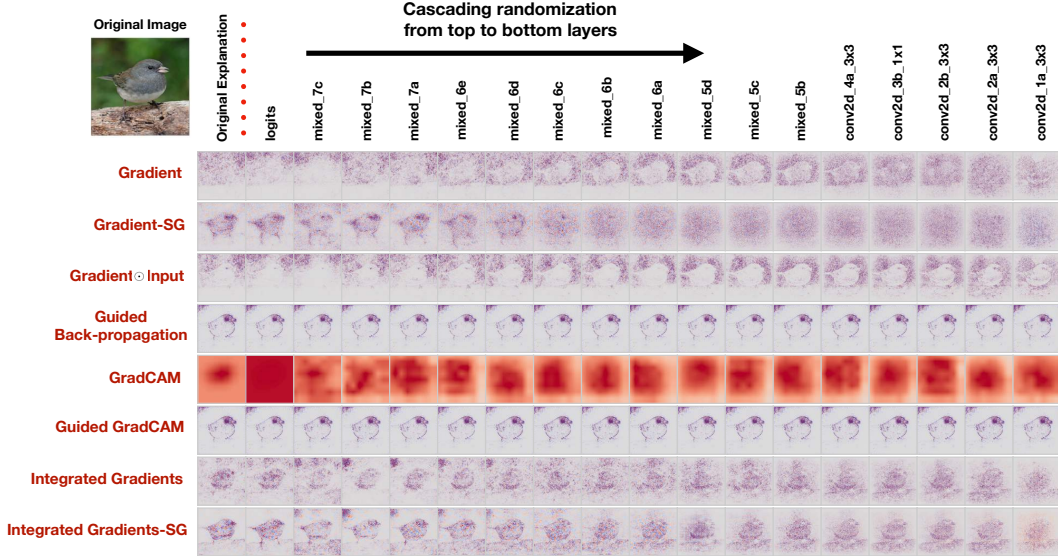 Cascading randomization
from top to bottom layers
Original Image
Original Explanation
logits
mixed_7c
mixed_7b
mixed_7a
mixed_6e
mixed_6d
mixed_6c
mixed_6b
mixed_6a
mixed_5d
mixed_5c
mixed_5b
conv2d_4a_3x3
conv2d_3b_1x1
conv2d_2b_3x3
conv2d_2a_3x3
conv2d_1a_3x3
Gradient
Gradient-SG
Gradient⊙Input
Guided
Back-propagation
GradCAM
Guided GradCAM
Integrated Gradients
Integrated Gradients-SG